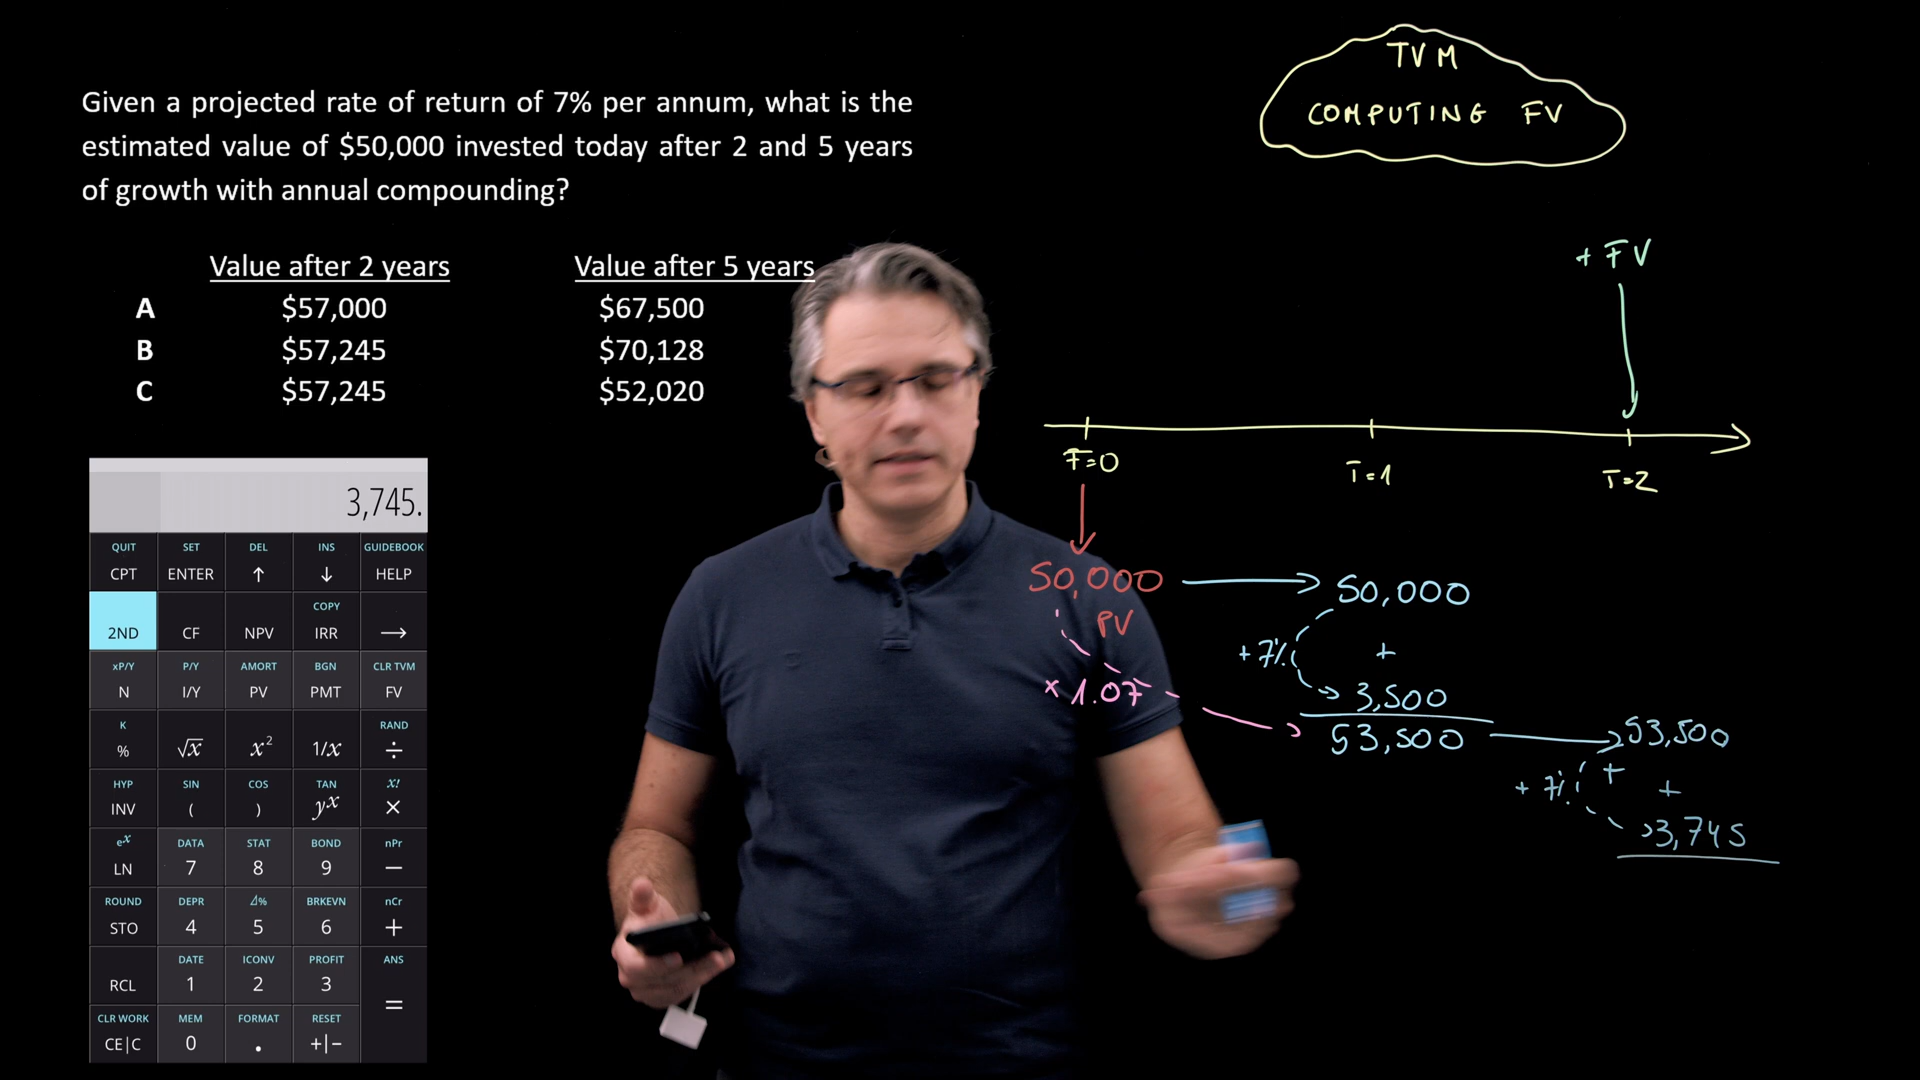 TVM
COMPUTING FV
Given a projected rate of return of 7% per annum, what is the
estimated value of $50,000 invested today after 2 and 5 years
of growth with annual compounding?
Value after 2 years Value after 5 years
A $57,000 $67,500
B $57,245 $70,128
C $57,245 $52,020
+ FV
T=0 T=1 T=2
50,000 50,000
PV
+7% +
× 1.07 3,500
53,500 53,500
+7% + +
3,745
3,745.
QUIT SET DEL INS GUIDEBOOK
CPT ENTER ↑ ↓ HELP
COPY
2ND CF NPV IRR →
xP/Y P/Y AMORT BGN CLR TVM
N I/Y PV PMT FV
K RAND
% √x x² 1/x ÷
HYP SIN COS TAN x!
INV ( ) yˣ ×
eˣ DATA STAT BOND nPr
LN 7 8 9 −
ROUND DEPR Δ% BRKEVN nCr
STO 4 5 6 +
DATE ICONV PROFIT ANS
RCL 1 2 3 =
CLR WORK MEM FORMAT RESET
CE|C 0 . +|−